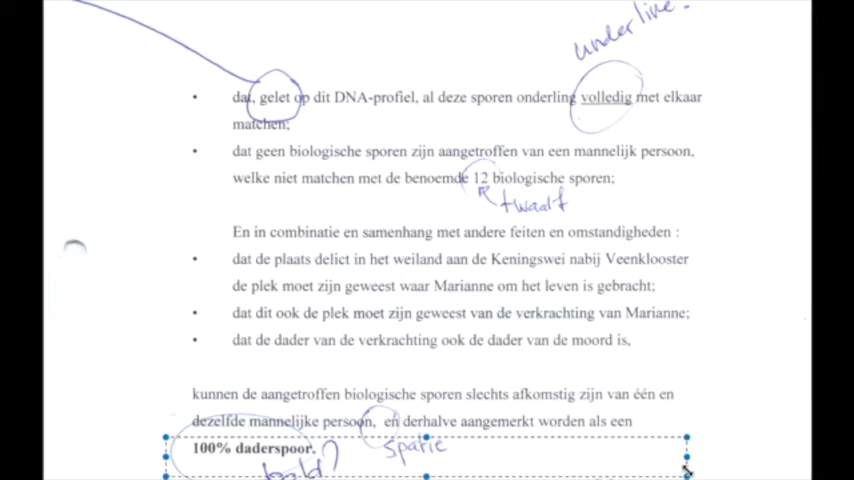 underline.
• dat, gelet op dit DNA-profiel, al deze sporen onderling volledig met elkaar
matchen;
• dat geen biologische sporen zijn aangetroffen van een mannelijk persoon,
welke niet matchen met de benoemde 12 biologische sporen;
twaalf
En in combinatie en samenhang met andere feiten en omstandigheden :
• dat de plaats delict in het weiland aan de Keningswei nabij Veenklooster
de plek moet zijn geweest waar Marianne om het leven is gebracht;
• dat dit ook de plek moet zijn geweest van de verkrachting van Marianne;
• dat de dader van de verkrachting ook de dader van de moord is,
kunnen de aangetroffen biologische sporen slechts afkomstig zijn van één en
dezelfde mannelijke persoon, en derhalve aangemerkt worden als een
100% daderspoor.
spatie
bold?